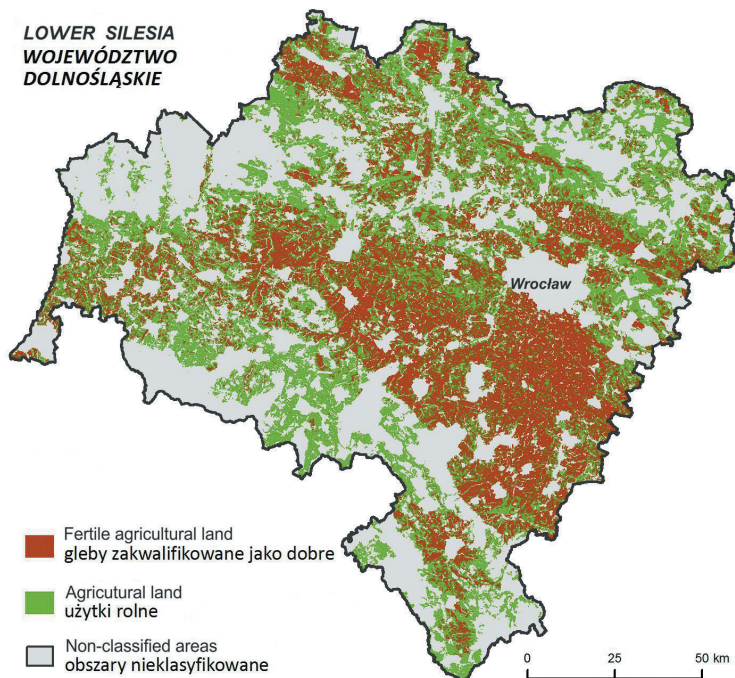 LOWER SILESIA
WOJEWÓDZTWO
DOLNOŚLĄSKIE
Wrocław
Fertile agricultural land
gleby zakwalifikowane jako dobre
Agricutural land
użytki rolne
Non-classified areas
obszary nieklasyfikowane
0 25 50 km